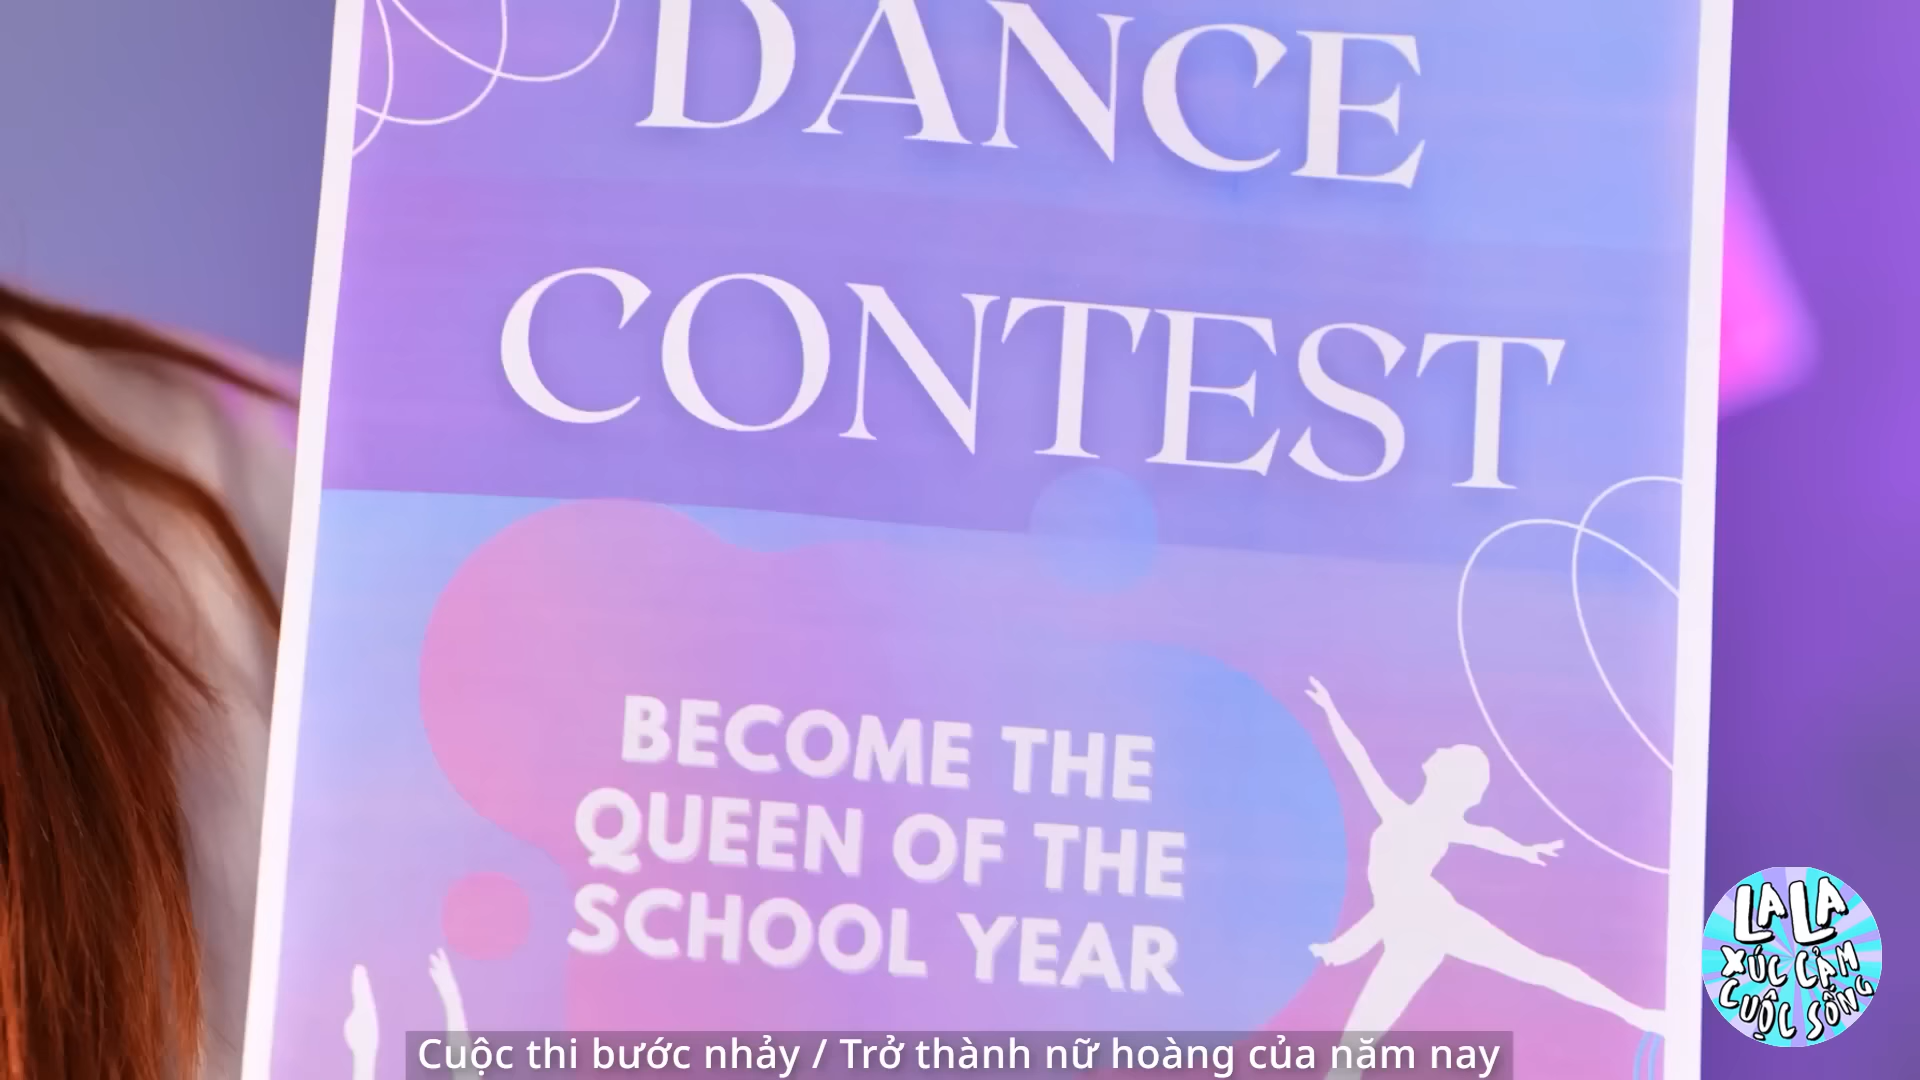 DANCE
CONTEST
BECOME THE
QUEEN OF THE
SCHOOL YEAR
LA LA
XÚC CẢM
CUỘC SỐNG
Cuộc thi bước nhảy / Trở thành nữ hoàng của năm nay